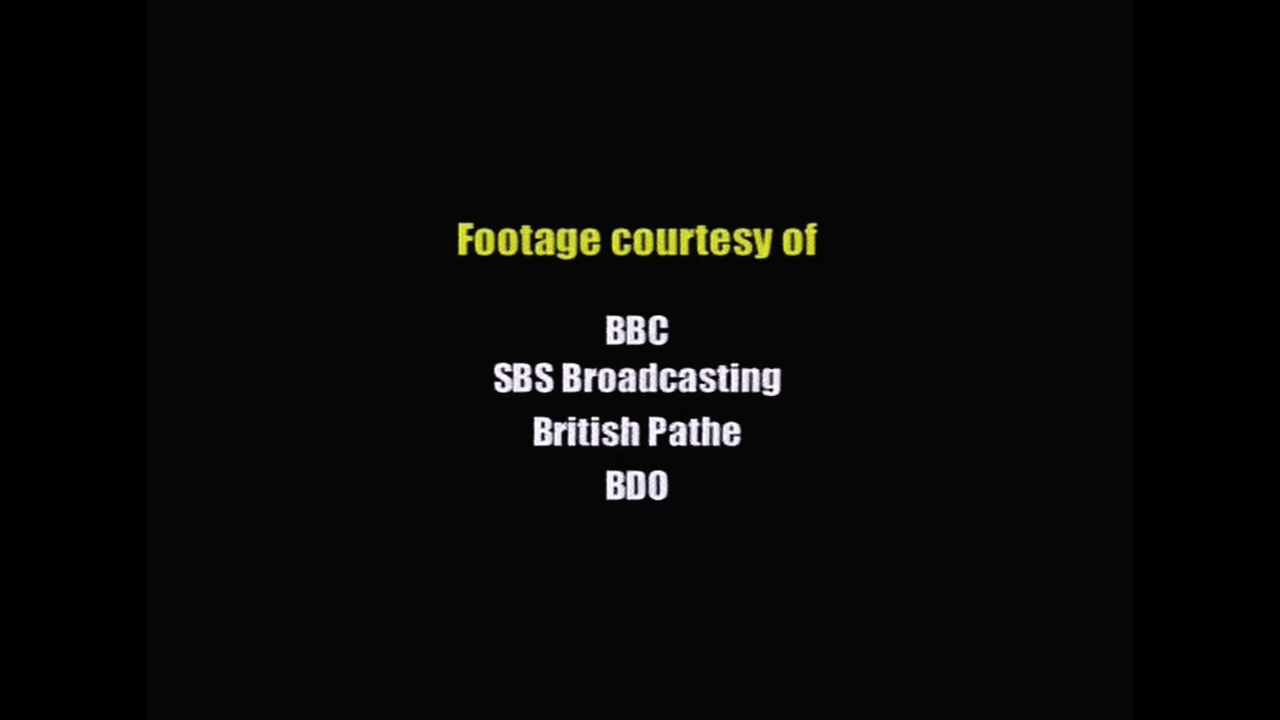 Footage courtesy of
BBC
SBS Broadcasting
British Pathe
BDO